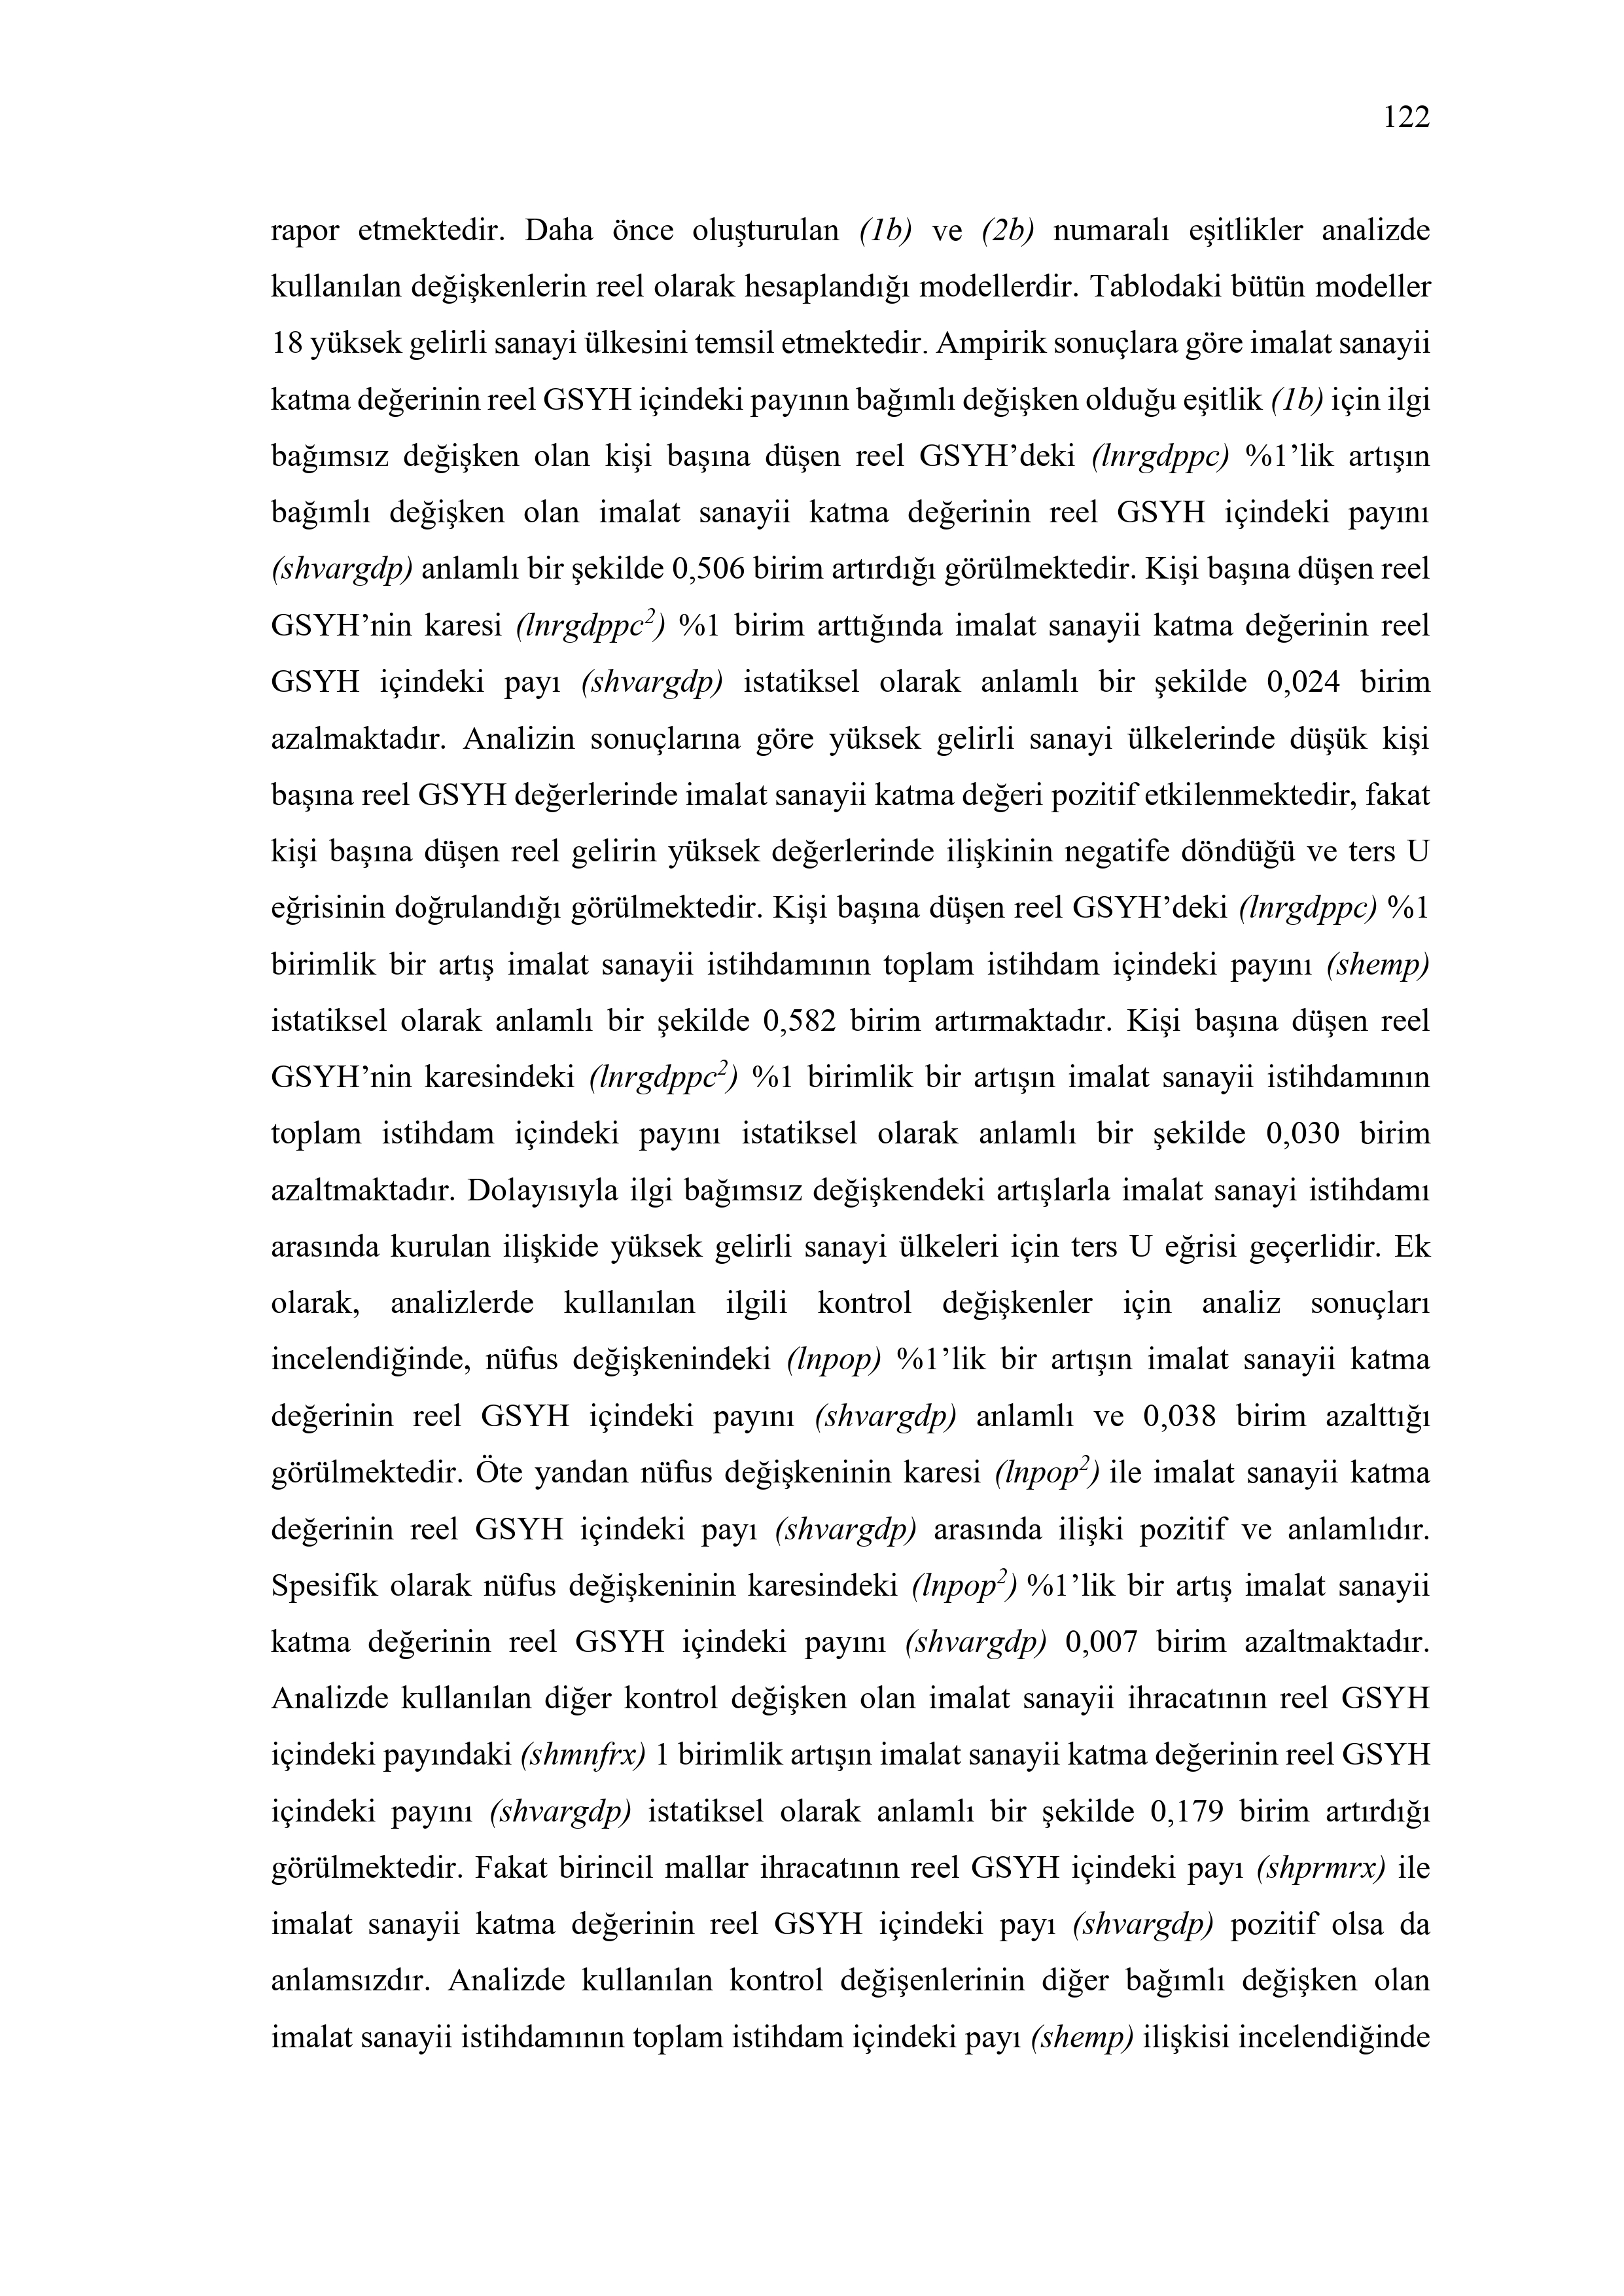 122
rapor etmektedir. Daha önce oluşturulan (1b) ve (2b) numaralı eşitlikler analizde
kullanılan değişkenlerin reel olarak hesaplandığı modellerdir. Tablodaki bütün modeller
18 yüksek gelirli sanayi ülkesini temsil etmektedir. Ampirik sonuçlara göre imalat sanayii
katma değerinin reel GSYH içindeki payının bağımlı değişken olduğu eşitlik (1b) için ilgi
bağımsız değişken olan kişi başına düşen reel GSYH’deki (lnrgdppc) %1’lik artışın
bağımlı değişken olan imalat sanayii katma değerinin reel GSYH içindeki payını
(shvargdp) anlamlı bir şekilde 0,506 birim artırdığı görülmektedir. Kişi başına düşen reel
GSYH’nin karesi (lnrgdppc²) %1 birim arttığında imalat sanayii katma değerinin reel
GSYH içindeki payı (shvargdp) istatiksel olarak anlamlı bir şekilde 0,024 birim
azalmaktadır. Analizin sonuçlarına göre yüksek gelirli sanayi ülkelerinde düşük kişi
başına reel GSYH değerlerinde imalat sanayii katma değeri pozitif etkilenmektedir, fakat
kişi başına düşen reel gelirin yüksek değerlerinde ilişkinin negatife döndüğü ve ters U
eğrisinin doğrulandığı görülmektedir. Kişi başına düşen reel GSYH’deki (lnrgdppc) %1
birimlik bir artış imalat sanayii istihdamının toplam istihdam içindeki payını (shemp)
istatiksel olarak anlamlı bir şekilde 0,582 birim artırmaktadır. Kişi başına düşen reel
GSYH’nin karesindeki (lnrgdppc²) %1 birimlik bir artışın imalat sanayii istihdamının
toplam istihdam içindeki payını istatiksel olarak anlamlı bir şekilde 0,030 birim
azaltmaktadır. Dolayısıyla ilgi bağımsız değişkendeki artışlarla imalat sanayi istihdamı
arasında kurulan ilişkide yüksek gelirli sanayi ülkeleri için ters U eğrisi geçerlidir. Ek
olarak, analizlerde kullanılan ilgili kontrol değişkenler için analiz sonuçları
incelendiğinde, nüfus değişkenindeki (lnpop) %1’lik bir artışın imalat sanayii katma
değerinin reel GSYH içindeki payını (shvargdp) anlamlı ve 0,038 birim azalttığı
görülmektedir. Öte yandan nüfus değişkeninin karesi (lnpop²) ile imalat sanayii katma
değerinin reel GSYH içindeki payı (shvargdp) arasında ilişki pozitif ve anlamlıdır.
Spesifik olarak nüfus değişkeninin karesindeki (lnpop²) %1’lik bir artış imalat sanayii
katma değerinin reel GSYH içindeki payını (shvargdp) 0,007 birim azaltmaktadır.
Analizde kullanılan diğer kontrol değişken olan imalat sanayii ihracatının reel GSYH
içindeki payındaki (shmnfrx) 1 birimlik artışın imalat sanayii katma değerinin reel GSYH
içindeki payını (shvargdp) istatiksel olarak anlamlı bir şekilde 0,179 birim artırdığı
görülmektedir. Fakat birincil mallar ihracatının reel GSYH içindeki payı (shprmrx) ile
imalat sanayii katma değerinin reel GSYH içindeki payı (shvargdp) pozitif olsa da
anlamsızdır. Analizde kullanılan kontrol değişenlerinin diğer bağımlı değişken olan
imalat sanayii istihdamının toplam istihdam içindeki payı (shemp) ilişkisi incelendiğinde